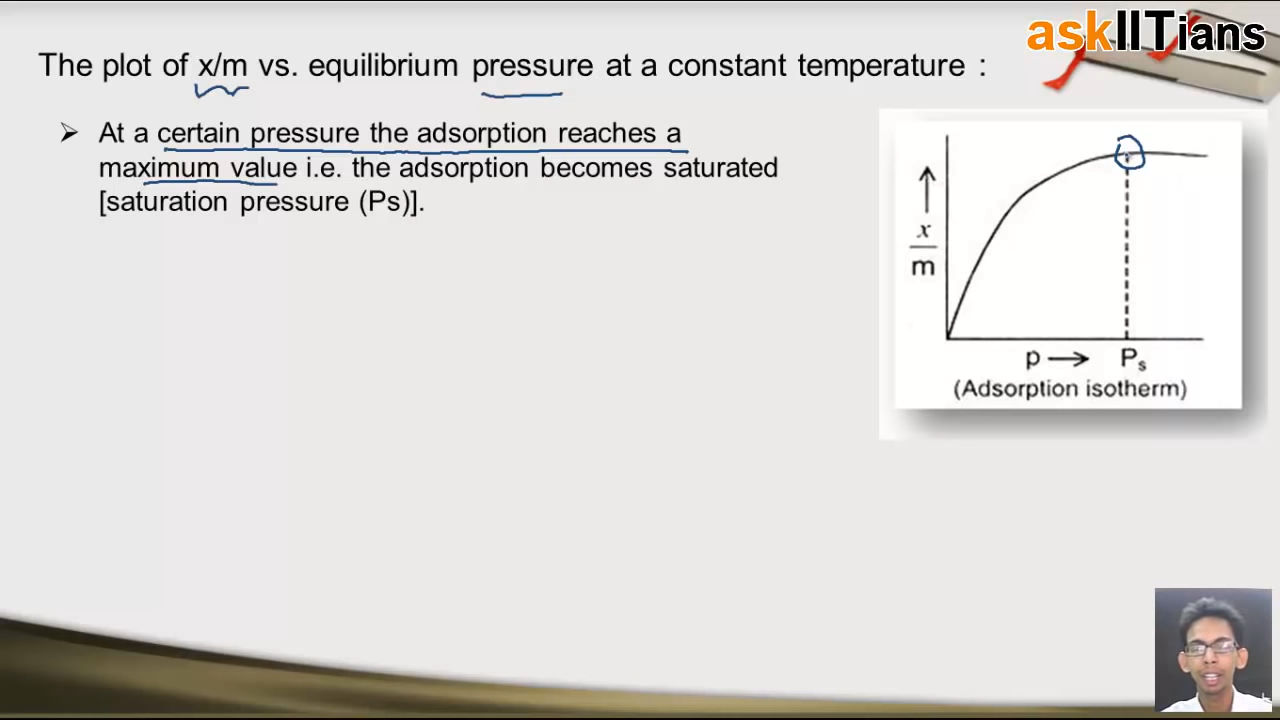 askIITians
The plot of x/m vs. equilibrium pressure at a constant temperature :
➢ At a certain pressure the adsorption reaches a
maximum value i.e. the adsorption becomes saturated
[saturation pressure (Ps)].
x
m
p → Ps
(Adsorption isotherm)